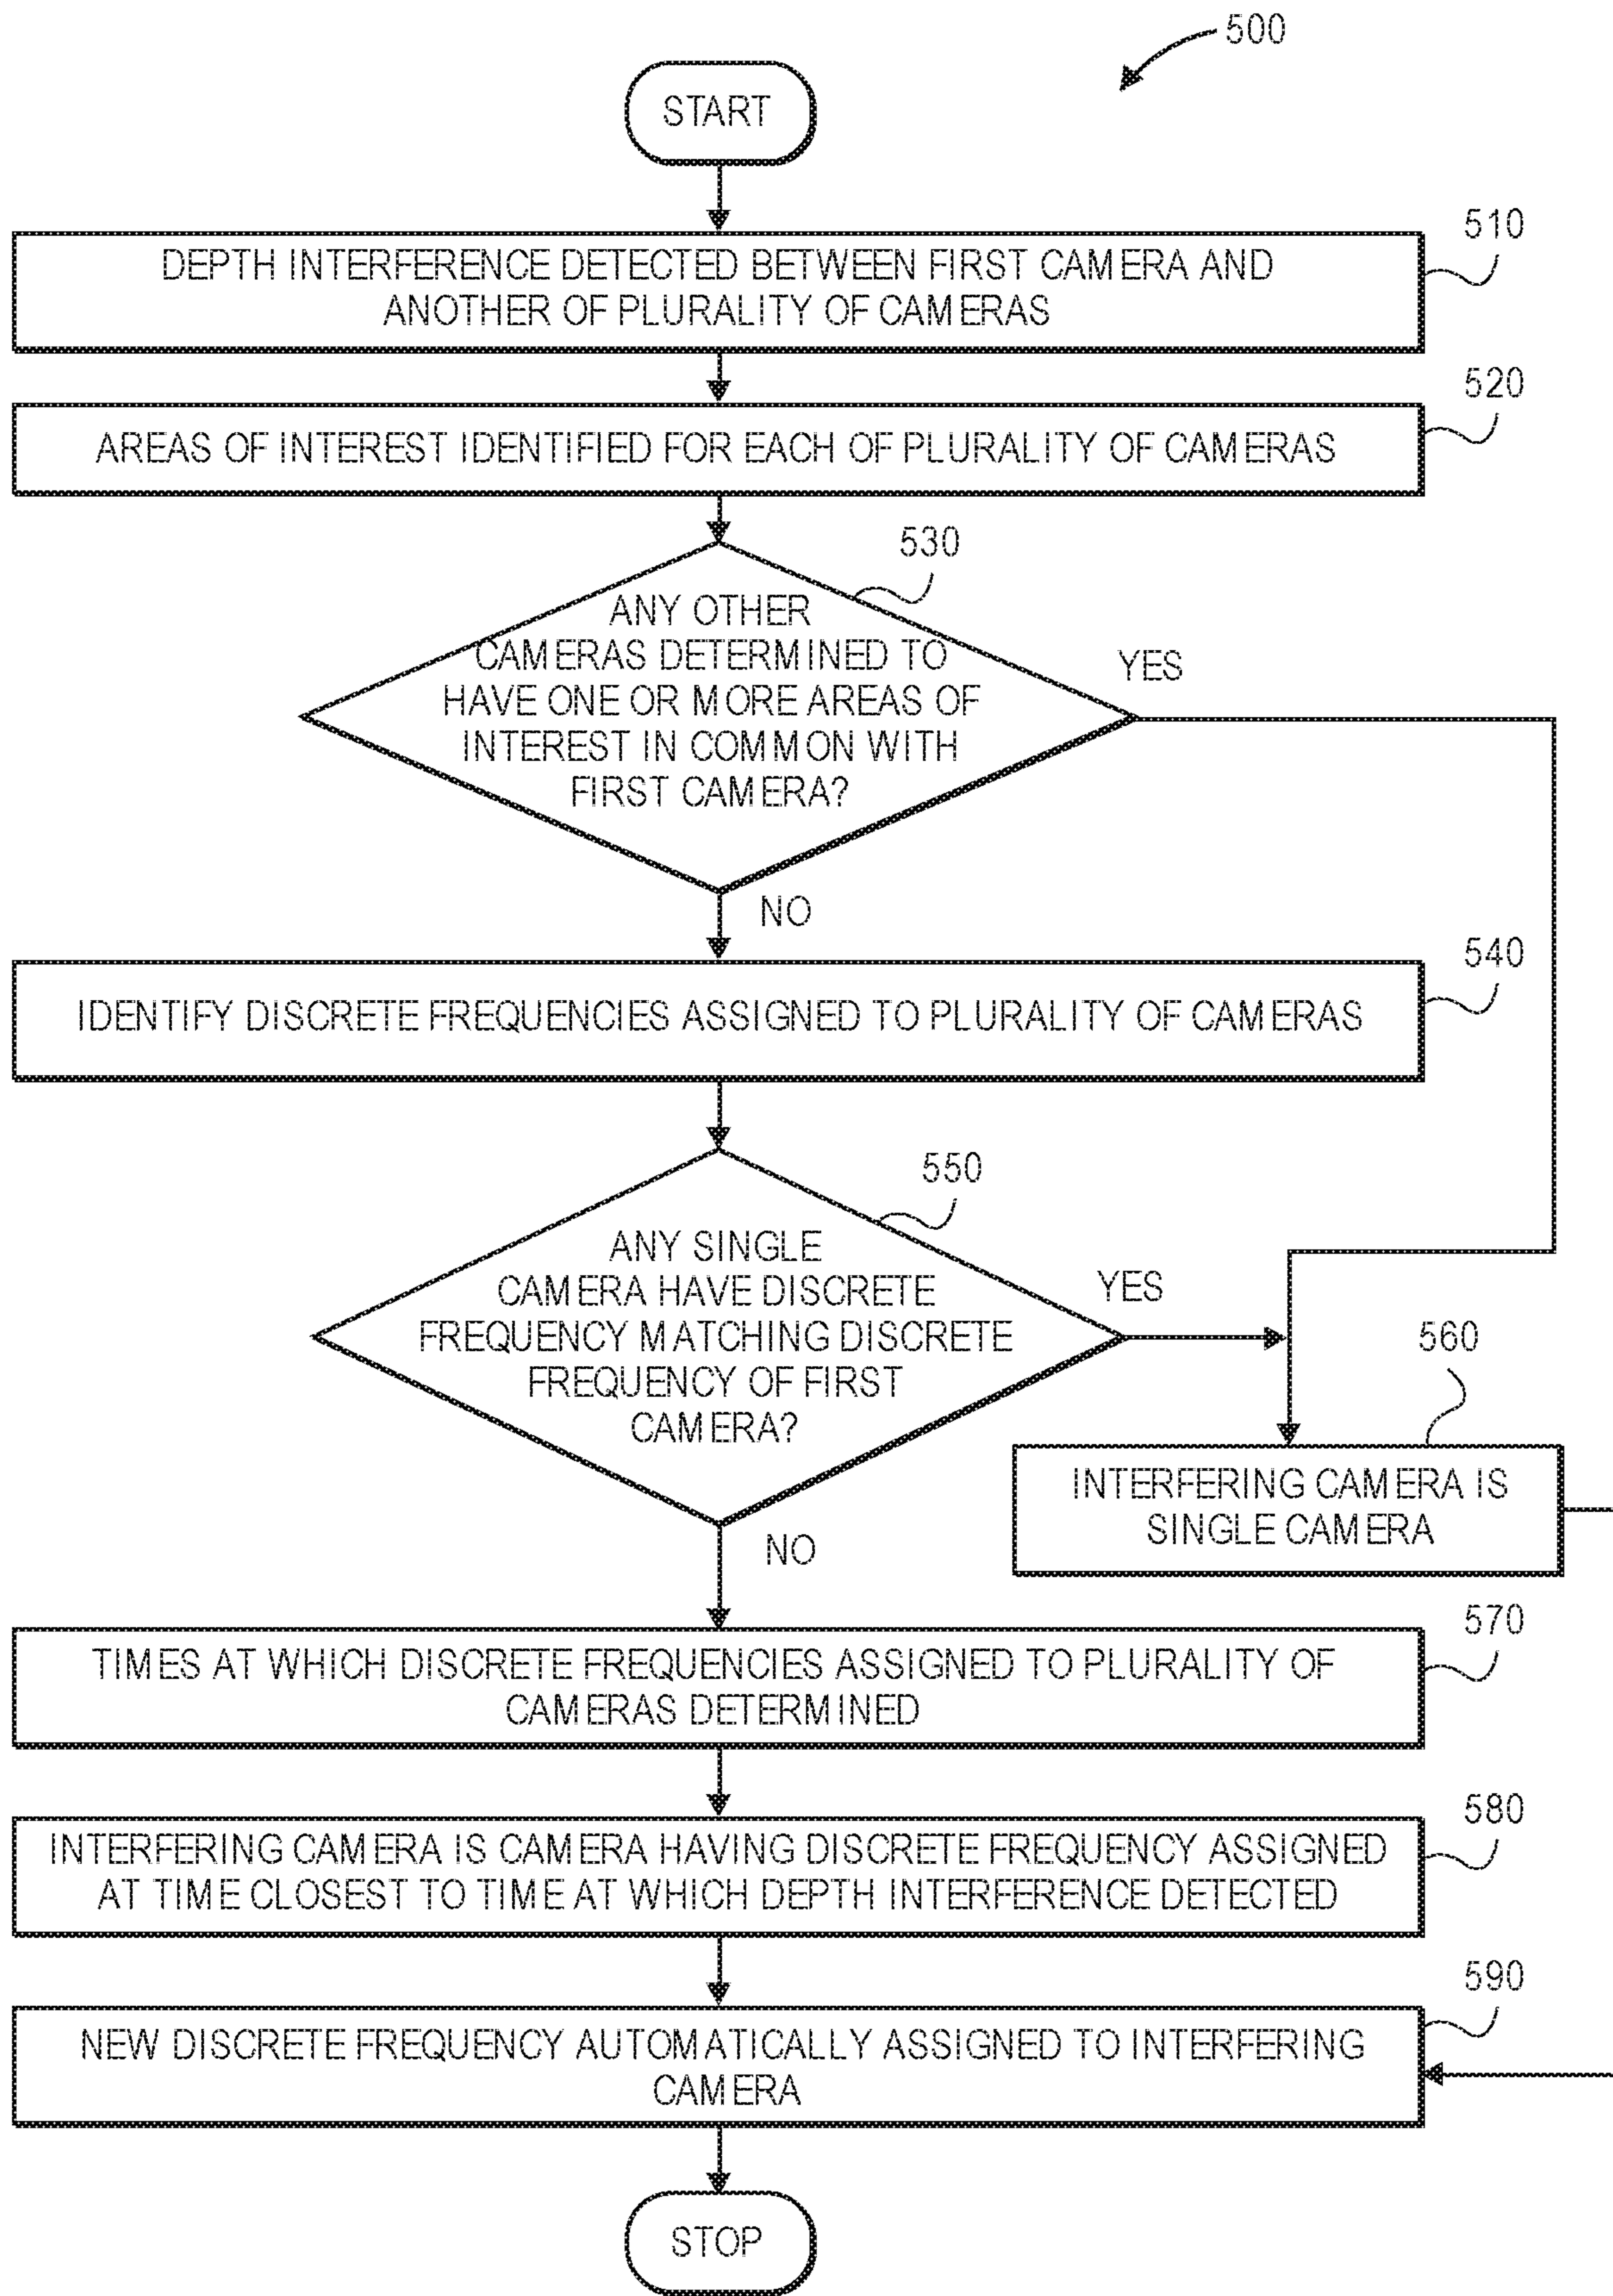 500
START
510
DEPTH INTERFERENCE DETECTED BETWEEN FIRST CAMERA AND
ANOTHER OF PLURALITY OF CAMERAS
520
AREAS OF INTEREST IDENTIFIED FOR EACH OF PLURALITY OF CAMERAS
530
ANY OTHER
CAMERAS DETERMINED TO
HAVE ONE OR MORE AREAS OF
INTEREST IN COMMON WITH
FIRST CAMERA?
YES
NO
540
IDENTIFY DISCRETE FREQUENCIES ASSIGNED TO PLURALITY OF CAMERAS
550
ANY SINGLE
CAMERA HAVE DISCRETE
FREQUENCY MATCHING DISCRETE
FREQUENCY OF FIRST
CAMERA?
YES
560
INTERFERING CAMERA IS
SINGLE CAMERA
NO
570
TIMES AT WHICH DISCRETE FREQUENCIES ASSIGNED TO PLURALITY OF
CAMERAS DETERMINED
580
INTERFERING CAMERA IS CAMERA HAVING DISCRETE FREQUENCY ASSIGNED
AT TIME CLOSEST TO TIME AT WHICH DEPTH INTERFERENCE DETECTED
590
NEW DISCRETE FREQUENCY AUTOMATICALLY ASSIGNED TO INTERFERING
CAMERA
STOP